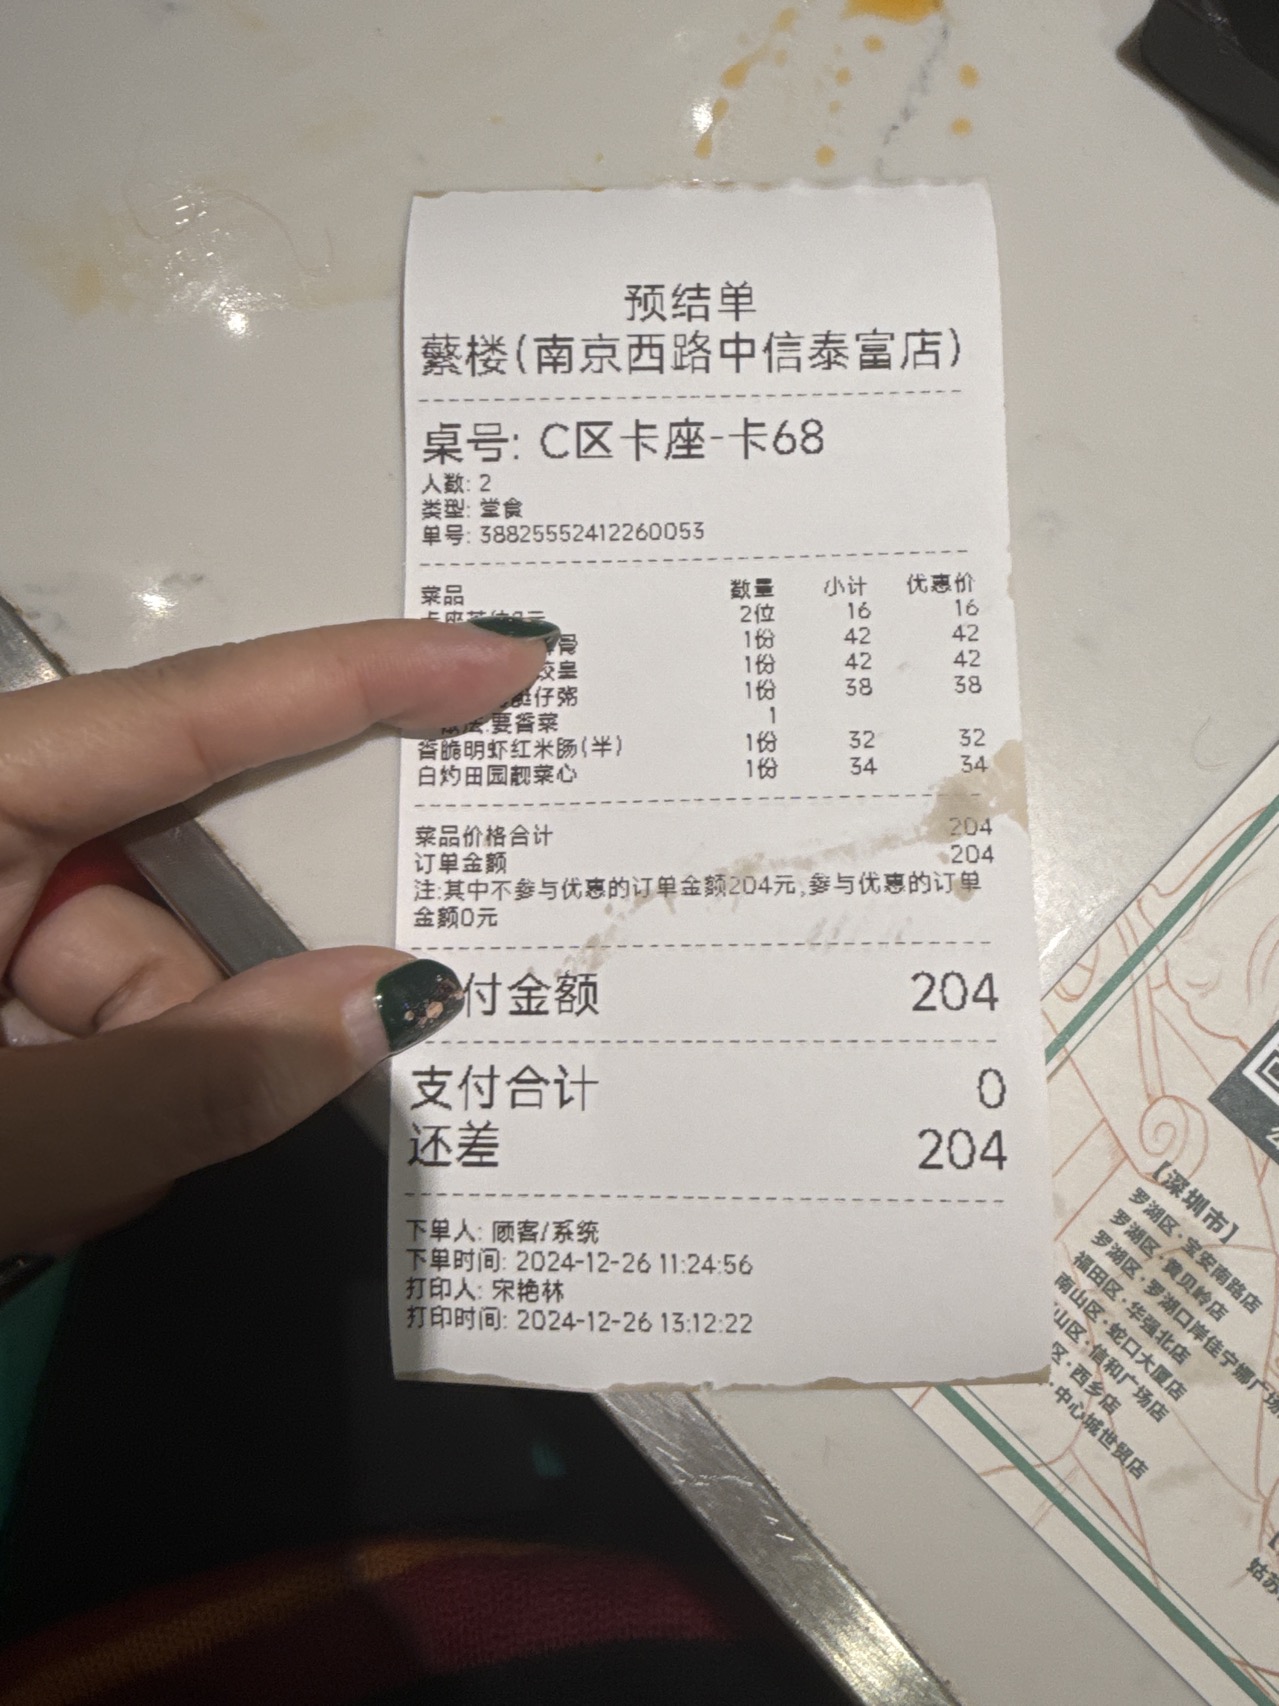 预结单
蘩楼(南京西路中信泰富店)
桌号: C区卡座-卡68
人数: 2
类型: 堂食
单号: 38825552412260053
菜品 数量 小计 优惠价
2位 16 16
骨 1份 42 42
饺皇 1份 42 42
艇仔粥 1份 38 38
做法:要香菜 1
香脆明虾红米肠(半) 1份 32 32
白灼田园靓菜心 1份 34 34
菜品价格合计 204
订单金额 204
注:其中不参与优惠的订单金额204元,参与优惠的订单
金额0元
付金额 204
支付合计 0
还差 204
下单人: 顾客/系统
下单时间: 2024-12-26 11:24:56
打印人: 宋艳林
打印时间: 2024-12-26 13:12:22
【深圳市】
罗湖区·宝安南路店
罗湖区·黄贝岭店
罗湖区·罗湖口岸佳宁娜广场
福田区·华强北店
南山区·蛇口大厦店
山区·信和广场店
区·西乡店
·中心城世贸店
姑苏